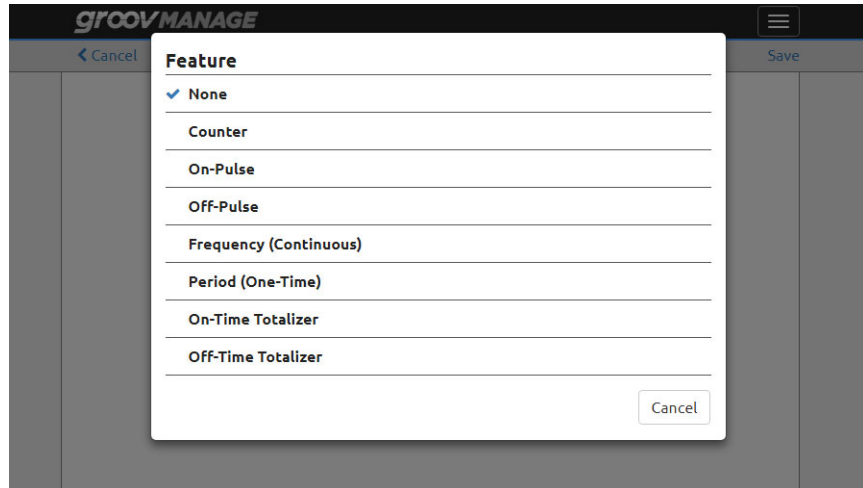 groovMANAGE
Cancel
Save
Feature
None
Counter
On-Pulse
Off-Pulse
Frequency (Continuous)
Period (One-Time)
On-Time Totalizer
Off-Time Totalizer
Cancel